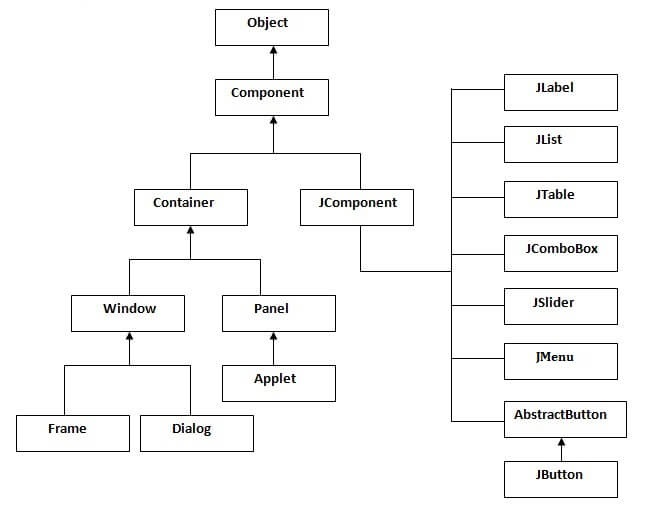 Object
Component
Container
JComponent
Window
Panel
Applet
Frame
Dialog
JLabel
JList
JTable
JComboBox
JSlider
JMenu
AbstractButton
JButton